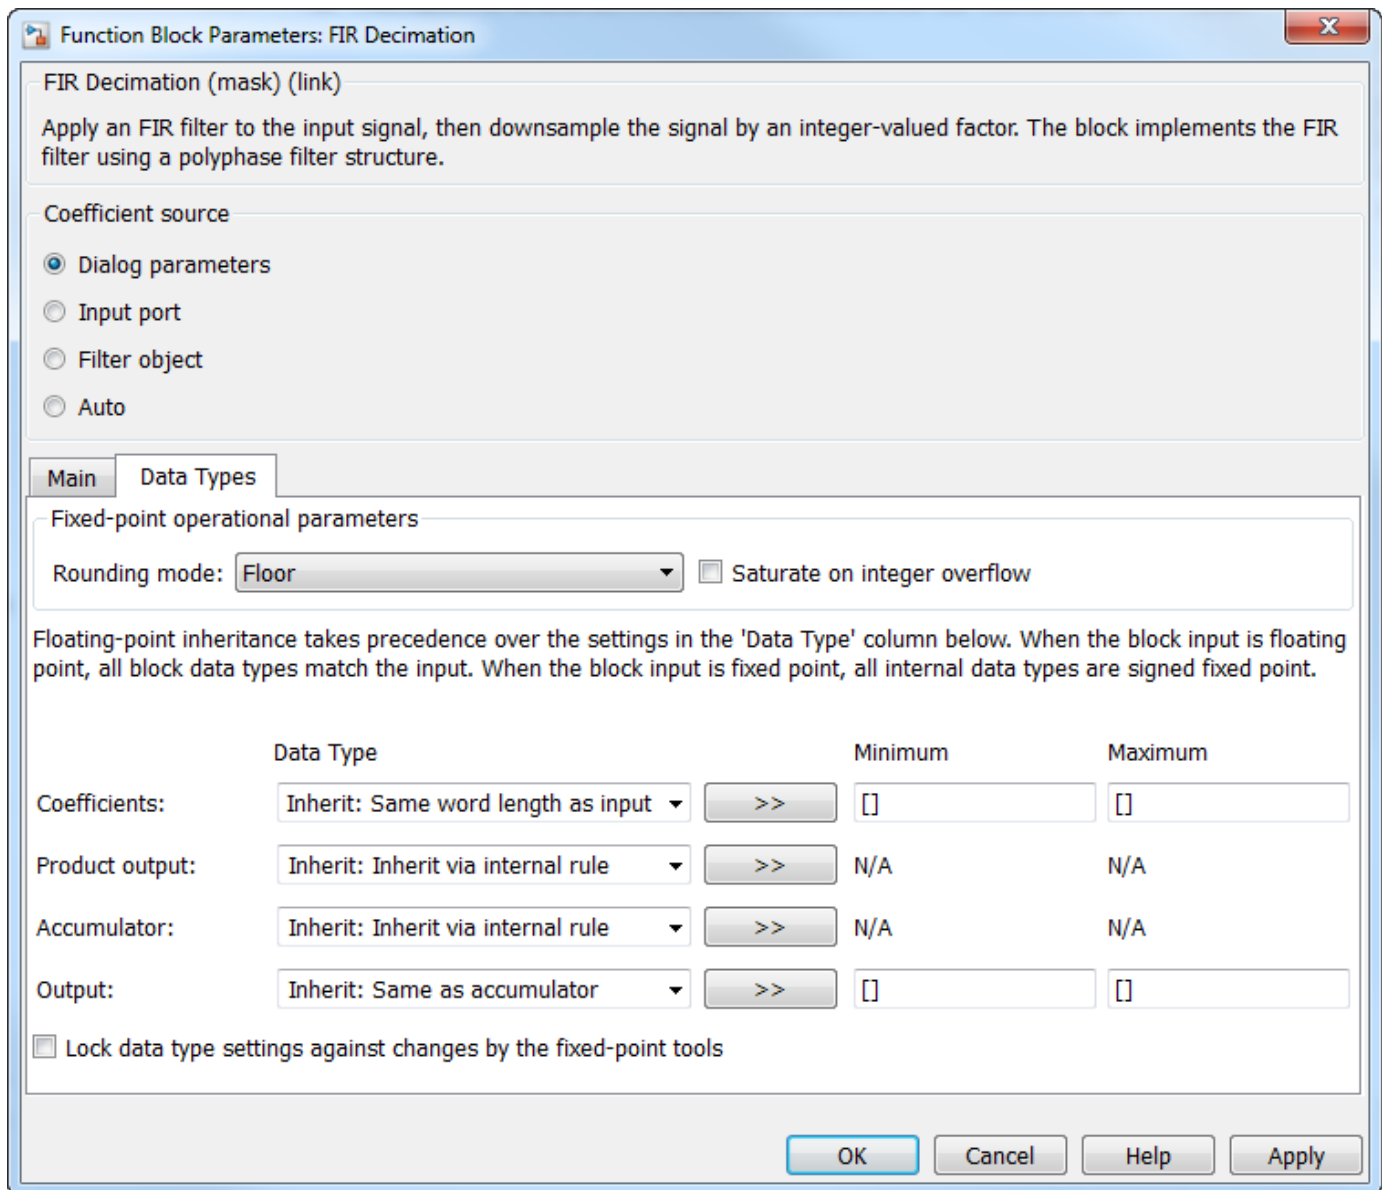 Function Block Parameters: FIR Decimation
X
FIR Decimation (mask) (link)
Apply an FIR filter to the input signal, then downsample the signal by an integer-valued factor. The block implements the FIR
filter using a polyphase filter structure.
Coefficient source
Dialog parameters
Input port
Filter object
Auto
Main Data Types
Fixed-point operational parameters
Rounding mode: Floor Saturate on integer overflow
Floating-point inheritance takes precedence over the settings in the 'Data Type' column below. When the block input is floating
point, all block data types match the input. When the block input is fixed point, all internal data types are signed fixed point.
Data Type Minimum Maximum
Coefficients: Inherit: Same word length as input >> [] []
Product output: Inherit: Inherit via internal rule >> N/A N/A
Accumulator: Inherit: Inherit via internal rule >> N/A N/A
Output: Inherit: Same as accumulator >> [] []
Lock data type settings against changes by the fixed-point tools
OK Cancel Help Apply